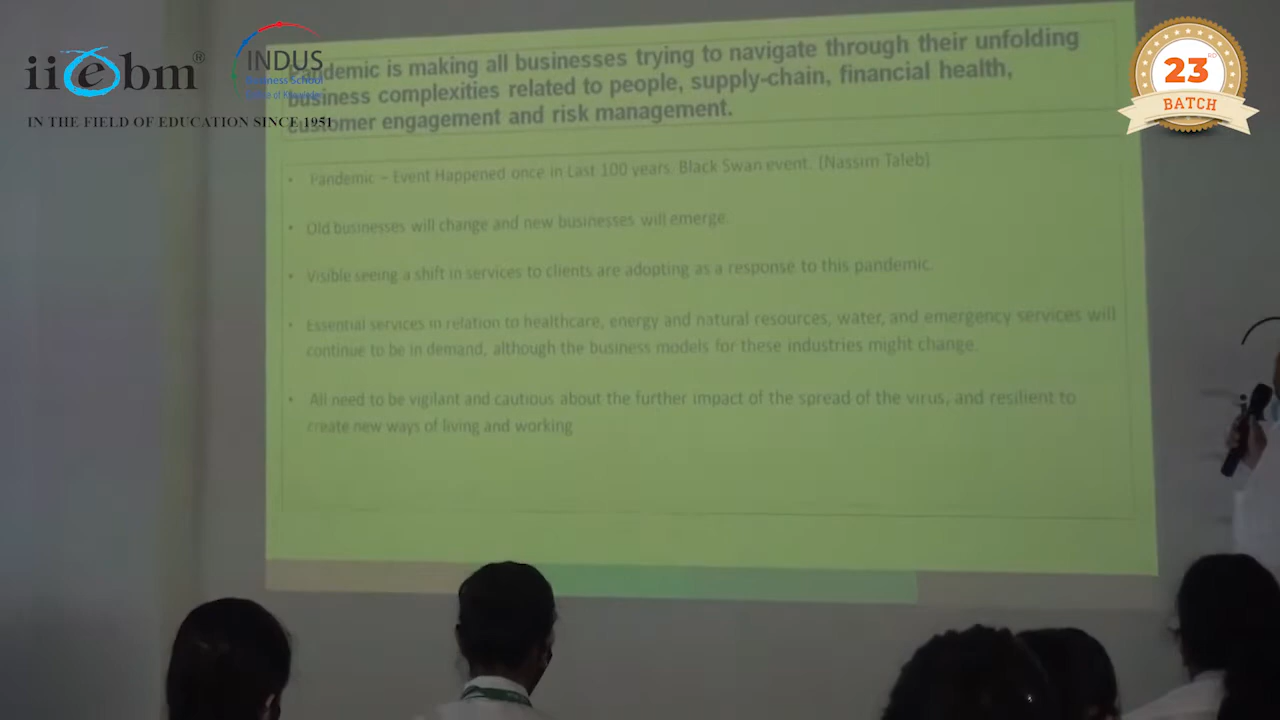 iiebm®
INDUS
Business School
IN THE FIELD OF EDUCATION SINCE 1951
23
BATCH
Pandemic is making all businesses trying to navigate through their unfolding
business complexities related to people, supply-chain, financial health,
customer engagement and risk management.
• Pandemic – Event Happened once in Last 100 years. Black Swan event. (Nassim Taleb)
• Old businesses will change and new businesses will emerge.
• Visible seeing a shift in services to clients are adopting as a response to this pandemic.
• Essential services in relation to healthcare, energy and natural resources, water, and emergency services will
continue to be in demand, although the business models for these industries might change.
• All need to be vigilant and cautious about the further impact of the spread of the virus, and resilient to
create new ways of living and working